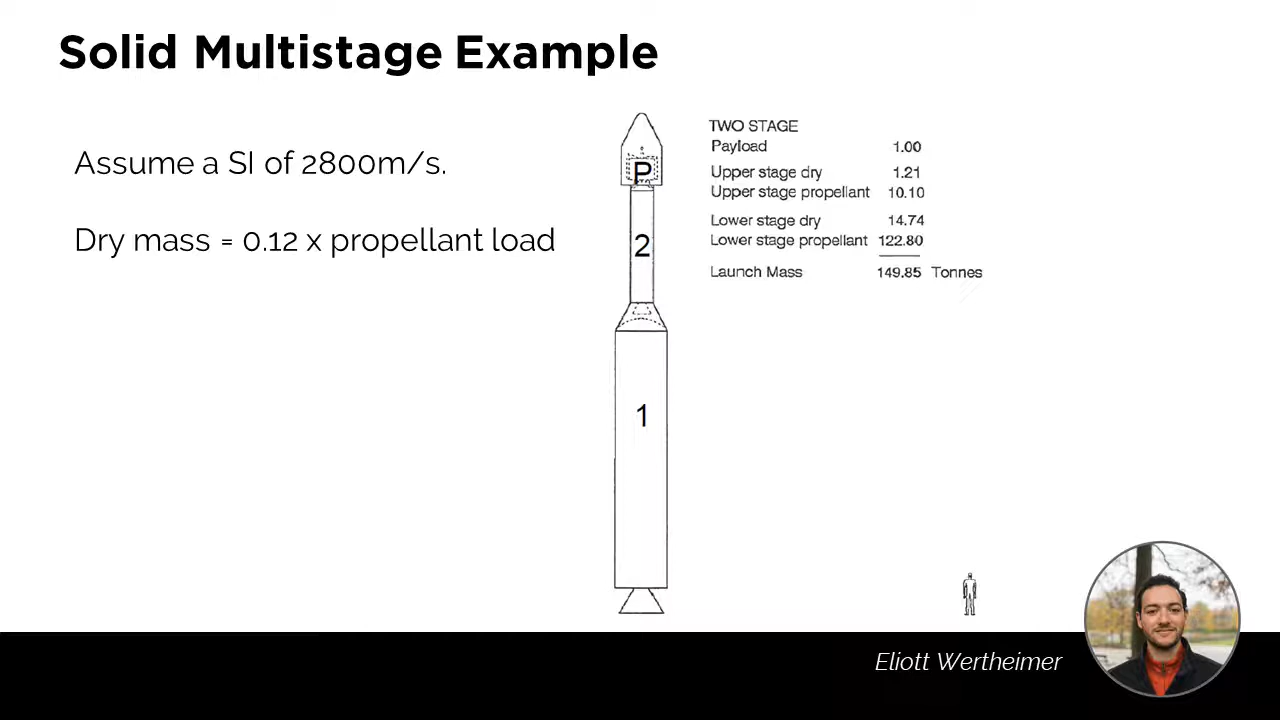 Solid Multistage Example
Assume a SI of 2800m/s.
Dry mass = 0.12 x propellant load
P
2
1
TWO STAGE
Payload 1.00
Upper stage dry 1.21
Upper stage propellant 10.10
Lower stage dry 14.74
Lower stage propellant 122.80
Launch Mass 149.85 Tonnes
Eliott Wertheimer